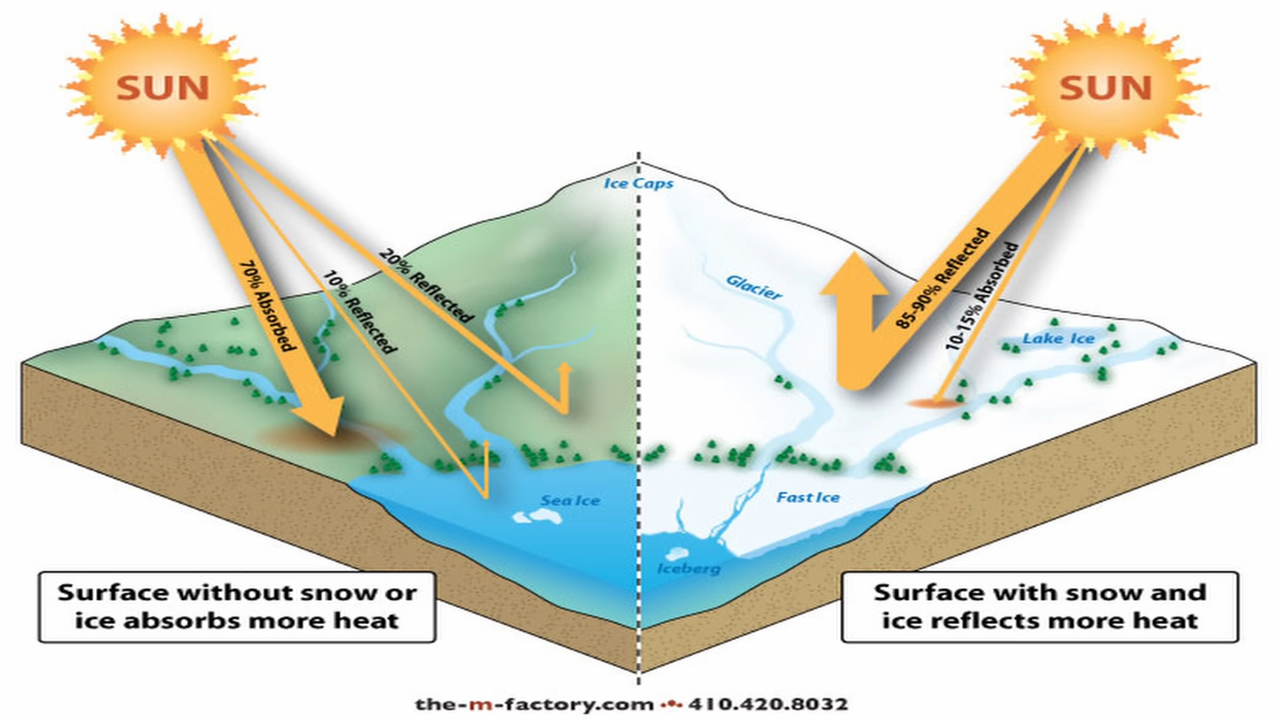 SUN
SUN
Ice Caps
70% Absorbed
10% Reflected
20% Reflected
Glacier
85-90% Reflected
10-15% Absorbed
Lake Ice
Sea Ice
Fast Ice
Iceberg
Surface without snow or
ice absorbs more heat
Surface with snow and
ice reflects more heat
the-m-factory.com 410.420.8032